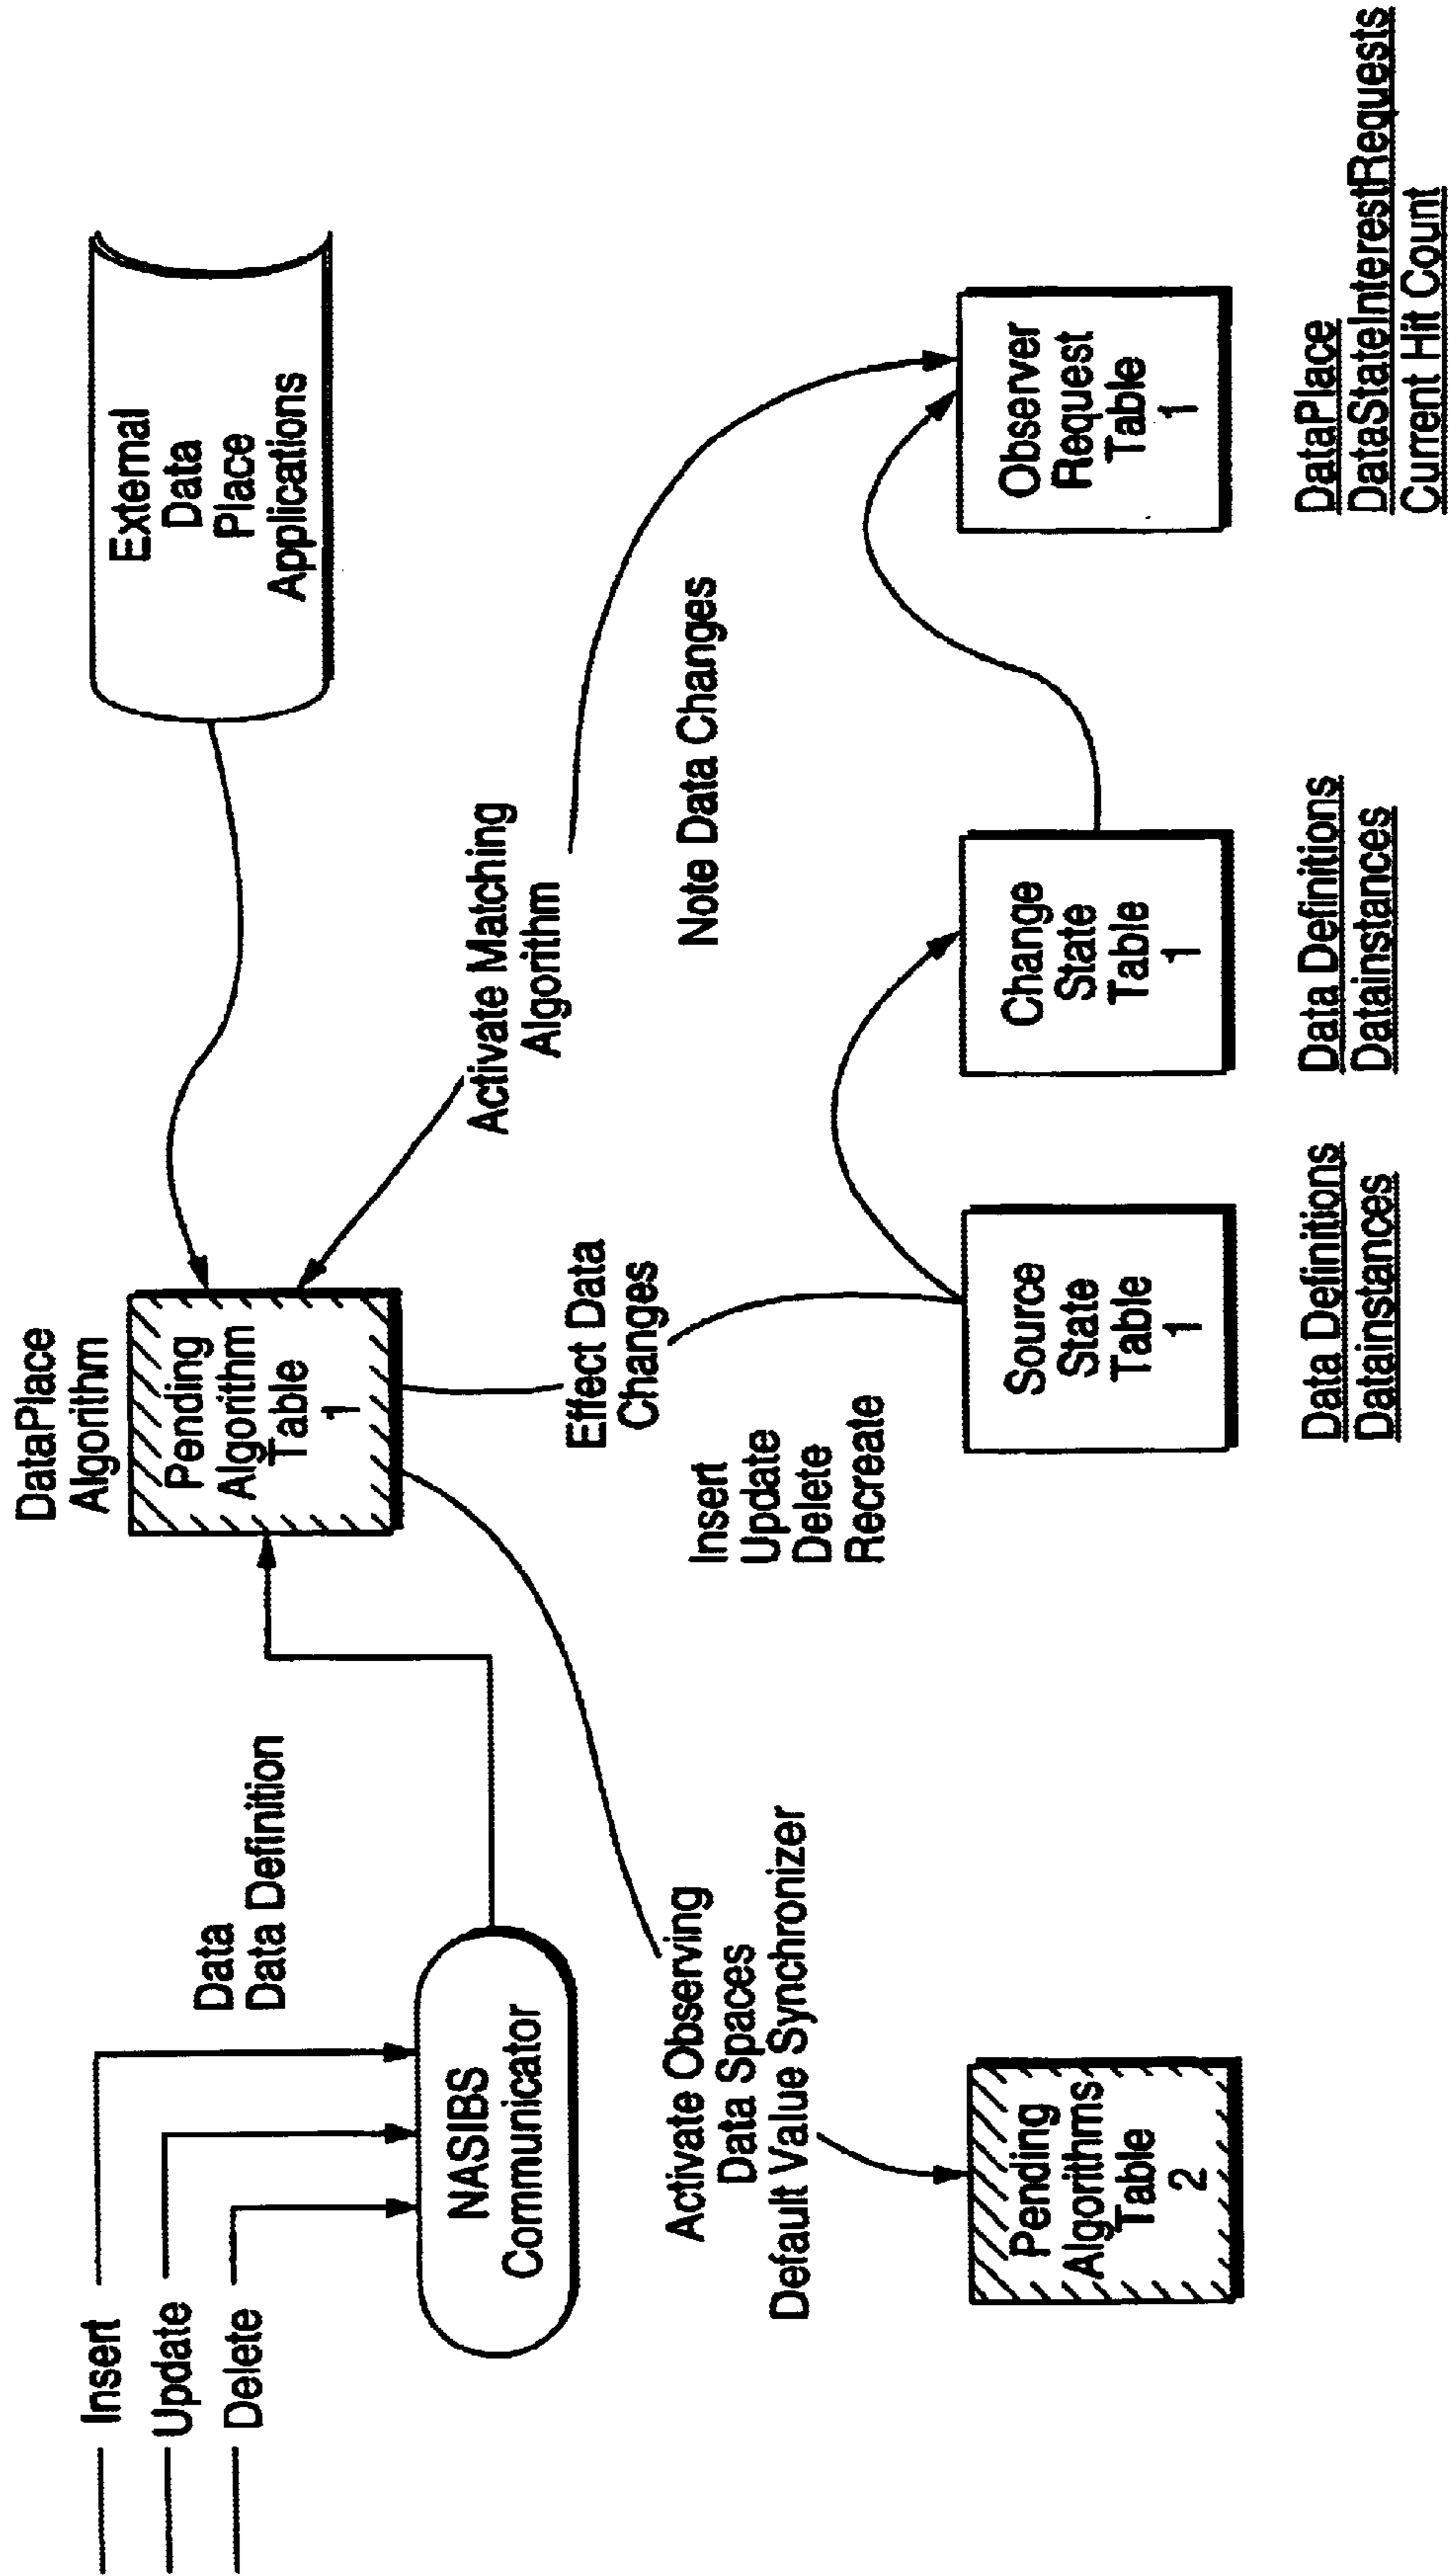 Insert
Update
Delete
Data
Data Definition
NASIBS
Communicator
DataPlace
Algorithm
Pending
Algorithm
Table
1
External
Data
Place
Applications
Activate Matching
Algorithm
Effect Data
Changes
Note Data Changes
Activate Observing
Data Spaces
Default Value Synchronizer
Insert
Update
Delete
Recreate
Pending
Algorithms
Table
2
Source
State
Table
1
Change
State
Table
1
Observer
Request
Table
1
Data Definitions
Datainstances
Data Definitions
Datainstances
DataPlace
DataStateInterestRequests
Current Hit Count